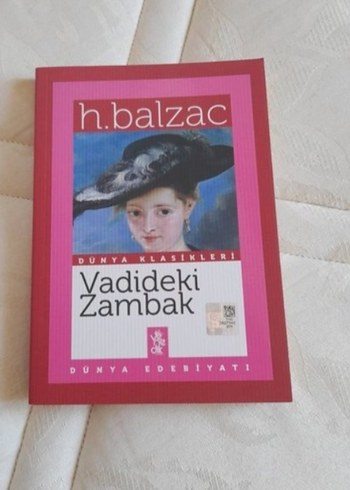 h.balzac
DÜNYA KLASİKLERİ
Vadideki
Zambak
DÜNYA EDEBİYATI